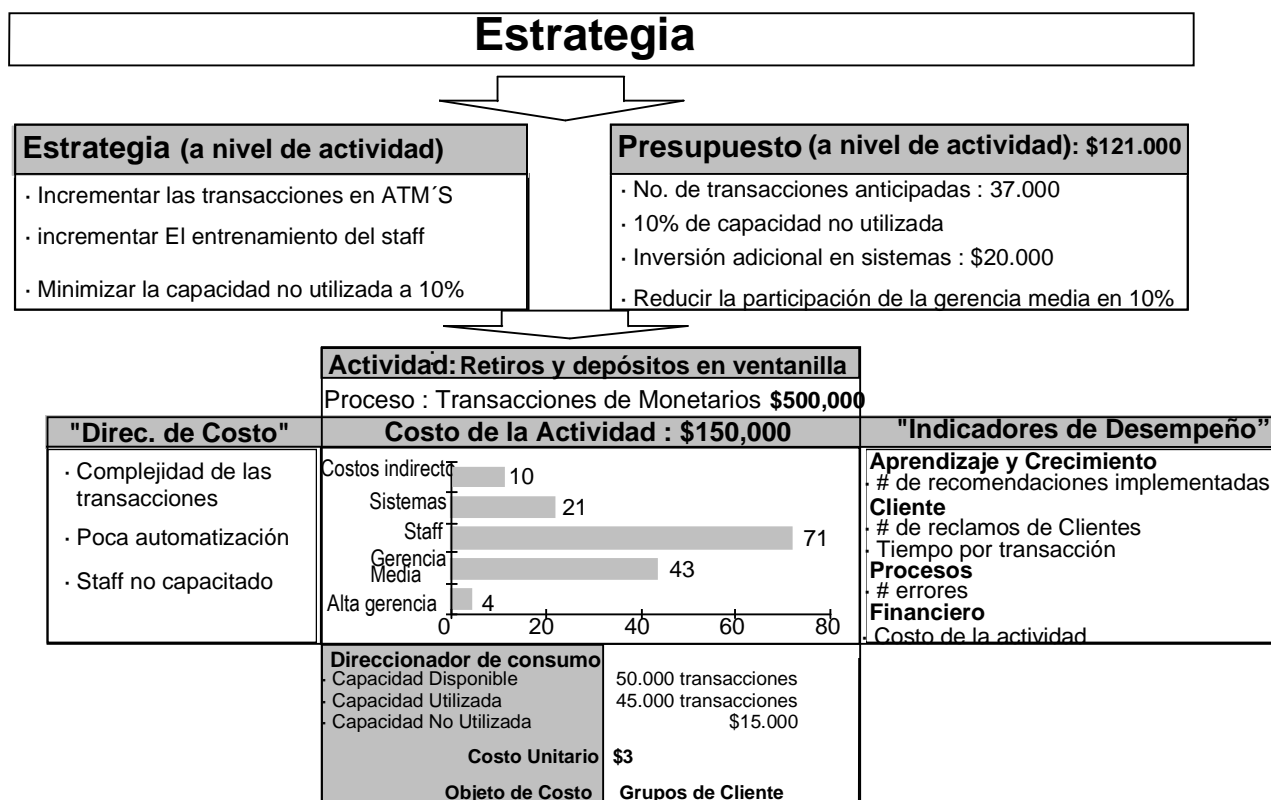 Estrategia
Estrategia (a nivel de actividad)
· Incrementar las transacciones en ATM´S
· incrementar El entrenamiento del staff
· Minimizar la capacidad no utilizada a 10%
Presupuesto (a nivel de actividad): $121.000
· No. de transacciones anticipadas : 37.000
· 10% de capacidad no utilizada
· Inversión adicional en sistemas : $20.000
· Reducir la participación de la gerencia media en 10%
Actividad: Retiros y depósitos en ventanilla
Proceso : Transacciones de Monetarios $500,000
"Direc. de Costo"
· Complejidad de las
transacciones
· Poca automatización
· Staff no capacitado
Costo de la Actividad : $150,000
Costos indirecto 10
Sistemas 21
Staff 71
Gerencia
Media 43
Alta gerencia 4
0 20 40 60 80
"Indicadores de Desempeño”
Aprendizaje y Crecimiento
· # de recomendaciones implementadas
Cliente
· # de reclamos de Clientes
· Tiempo por transacción
Procesos
· # errores
Financiero
· Costo de la actividad
Direccionador de consumo
· Capacidad Disponible 50.000 transacciones
· Capacidad Utilizada 45.000 transacciones
· Capacidad No Utilizada $15.000
Costo Unitario $3
Objeto de Costo Grupos de Cliente